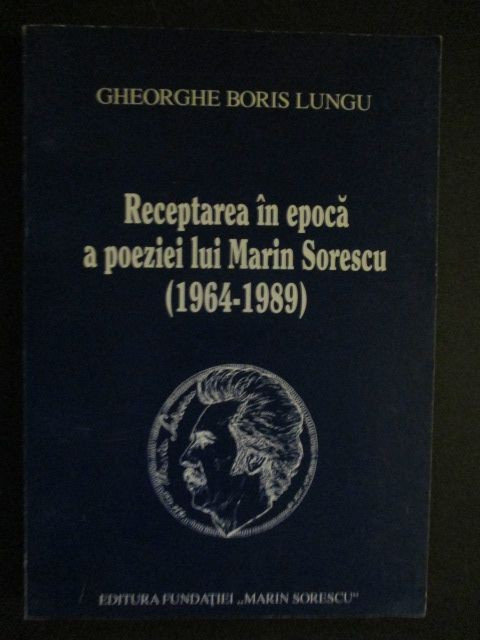 GHEORGHE BORIS LUNGU
Receptarea în epocă
a poeziei lui Marin Sorescu
(1964-1989)
EDITURA FUNDAȚIEI „MARIN SORESCU”